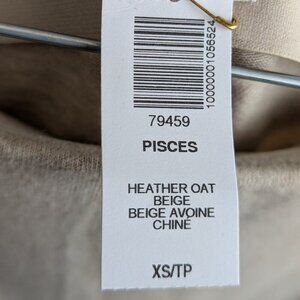 10000001056524
79459
PISCES
HEATHER OAT
BEIGE
BEIGE AVOINE
CHINÉ
XS/TP